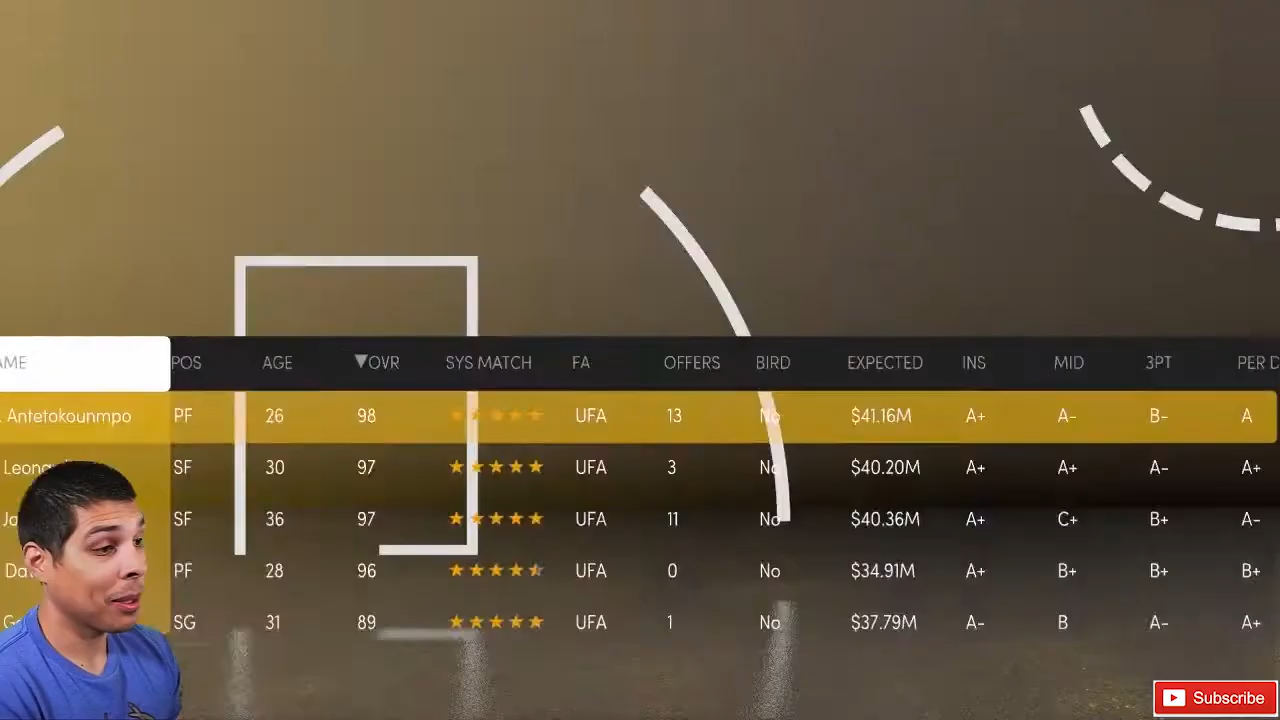 AME POS AGE ▼OVR SYS MATCH FA OFFERS BIRD EXPECTED INS MID 3PT PER D
. Antetokounmpo PF 26 98 ★★★★★ UFA 13 No $41.16M A+ A- B- A
SF 30 97 ★★★★★ UFA 3 No $40.20M A+ A+ A- A+
SF 36 97 ★★★★★ UFA 11 No $40.36M A+ C+ B+ A-
PF 28 96 UFA 0 No $34.91M A+ B+ B+ B+
SG 31 89 ★★★★★ UFA 1 No $37.79M A- B A- A+
Subscribe